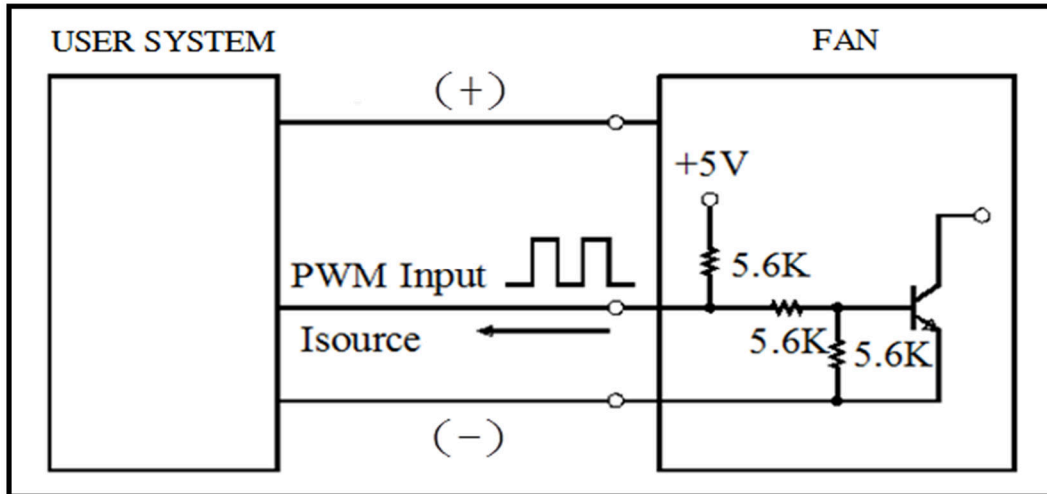 USER SYSTEM
FAN
(+)
+5V
5.6K
PWM Input
Isource
5.6K
5.6K
(−)